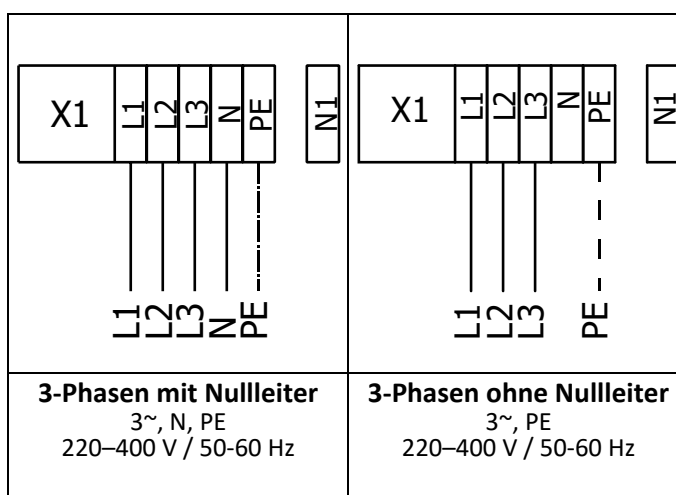 X1 L1 L2 L3 N PE N1
L1 L2 L3 N PE
3-Phasen mit Nullleiter
3~, N, PE
220–400 V / 50-60 Hz
X1 L1 L2 L3 N PE N1
L1 L2 L3 PE
3-Phasen ohne Nullleiter
3~, PE
220–400 V / 50-60 Hz